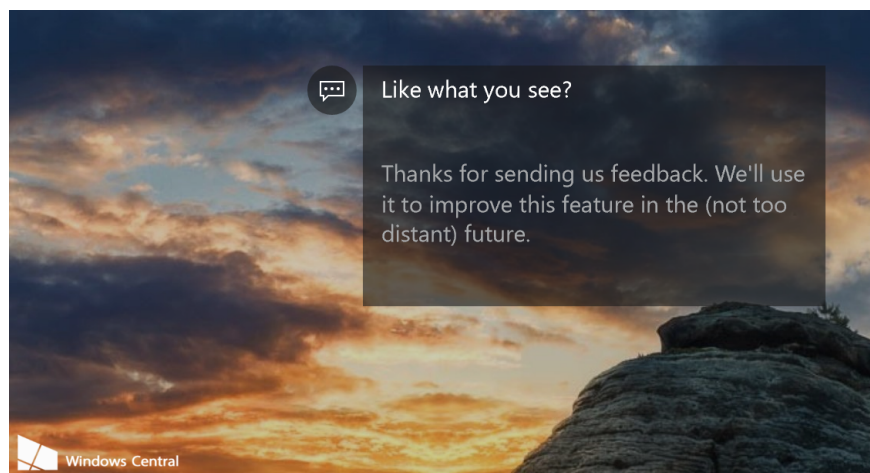 Like what you see?
Thanks for sending us feedback. We'll use
it to improve this feature in the (not too
distant) future.
Windows Central